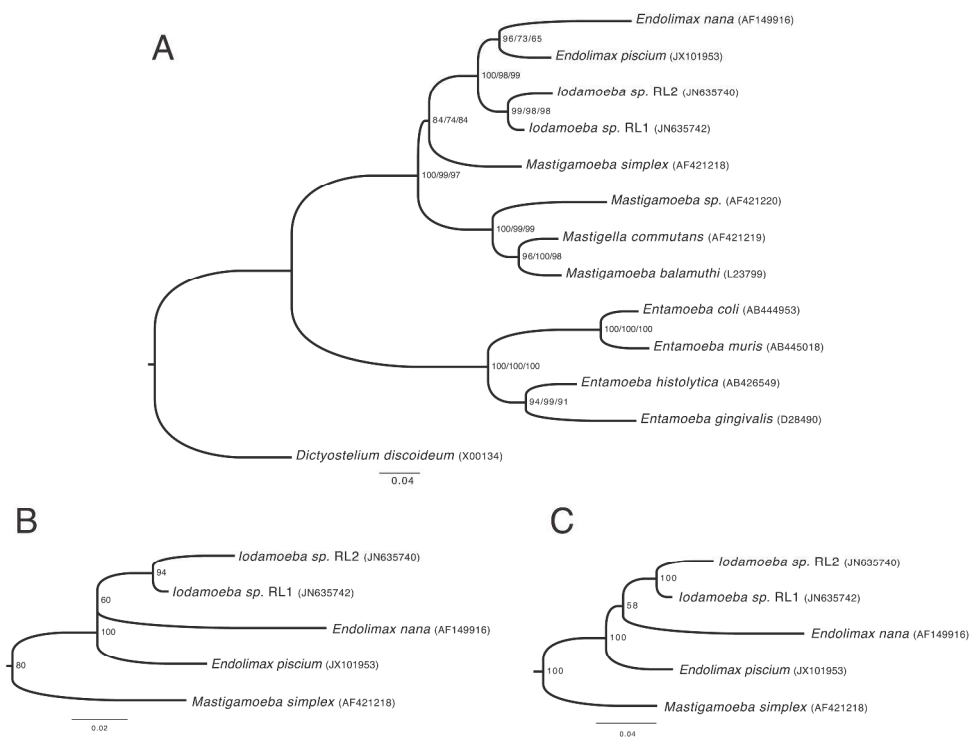 A
Endolimax nana (AF149916)
96/73/65
Endolimax piscium (JX101953)
100/98/99
Iodamoeba sp. RL2 (JN635740)
99/98/98
84/74/84
Iodamoeba sp. RL1 (JN635742)
Mastigamoeba simplex (AF421218)
100/99/97
Mastigamoeba sp. (AF421220)
100/99/99
Mastigella commutans (AF421219)
96/100/98
Mastigamoeba balamuthi (L23799)
Entamoeba coli (AB444953)
100/100/100
Entamoeba muris (AB445018)
100/100/100
Entamoeba histolytica (AB426549)
94/99/91
Entamoeba gingivalis (D28490)
Dictyostelium discoideum (X00134)
0.04
B
Iodamoeba sp. RL2 (JN635740)
94
Iodamoeba sp. RL1 (JN635742)
60
Endolimax nana (AF149916)
100
Endolimax piscium (JX101953)
80
Mastigamoeba simplex (AF421218)
0.02
C
Iodamoeba sp. RL2 (JN635740)
100
Iodamoeba sp. RL1 (JN635742)
58
Endolimax nana (AF149916)
100
Endolimax piscium (JX101953)
100
Mastigamoeba simplex (AF421218)
0.04